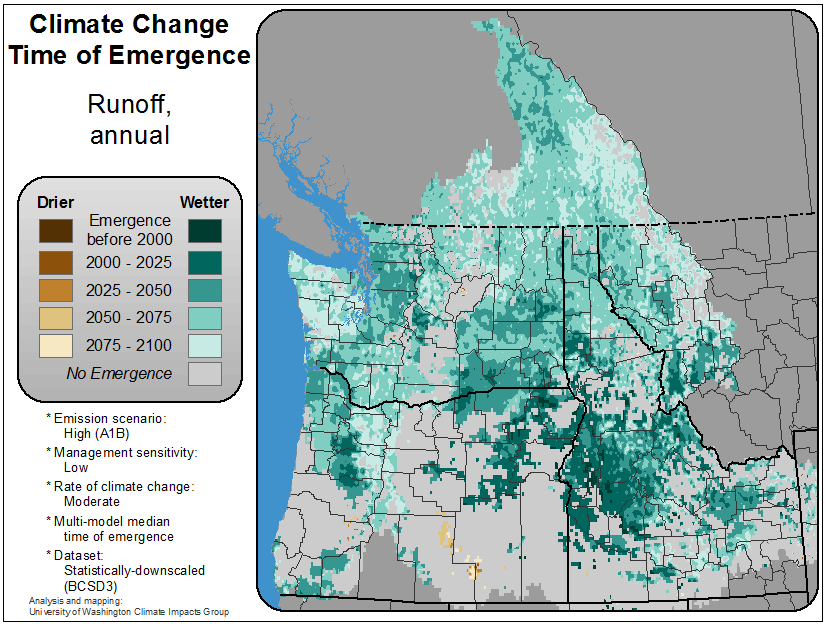 Climate Change
Time of Emergence
Runoff,
annual
Drier
Wetter
Emergence
before 2000
2000 - 2025
2025 - 2050
2050 - 2075
2075 - 2100
No Emergence
* Emission scenario:
High (A1B)
* Management sensitivity:
Low
* Rate of climate change:
Moderate
* Multi-model median
time of emergence
* Dataset:
Statistically-downscaled
(BCSD3)
Analysis and mapping:
University of Washington Climate Impacts Group